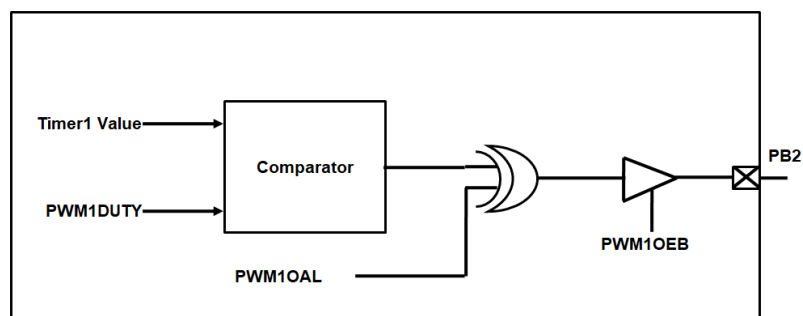 Timer1 Value
Comparator
PB2
PWM1DUTY
PWM1OEB
PWM1OAL